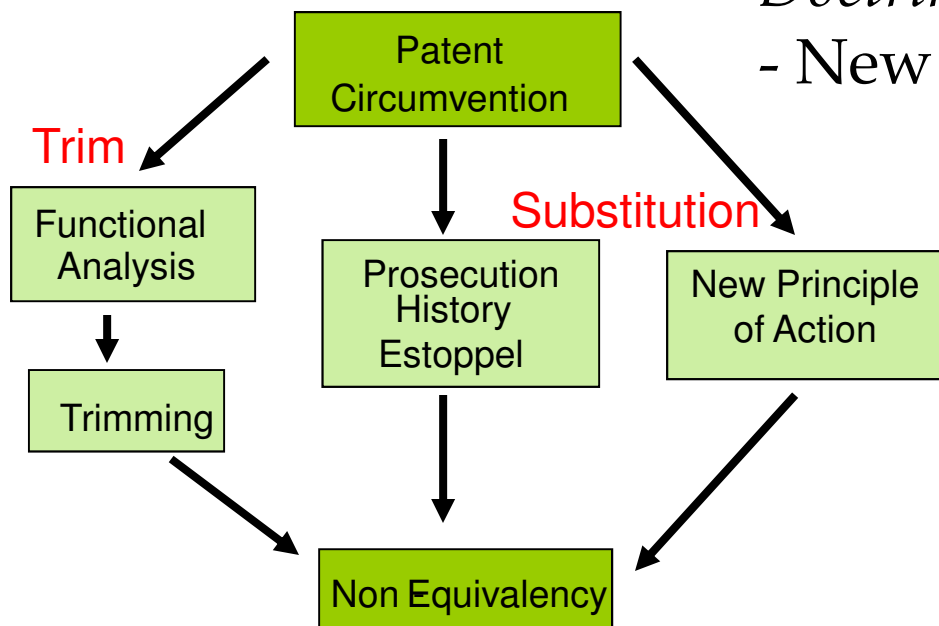 - New
Patent
Circumvention
Trim
Substitution
Functional
Analysis
Prosecution
History
Estoppel
New Principle
of Action
Trimming
Non-Equivalency